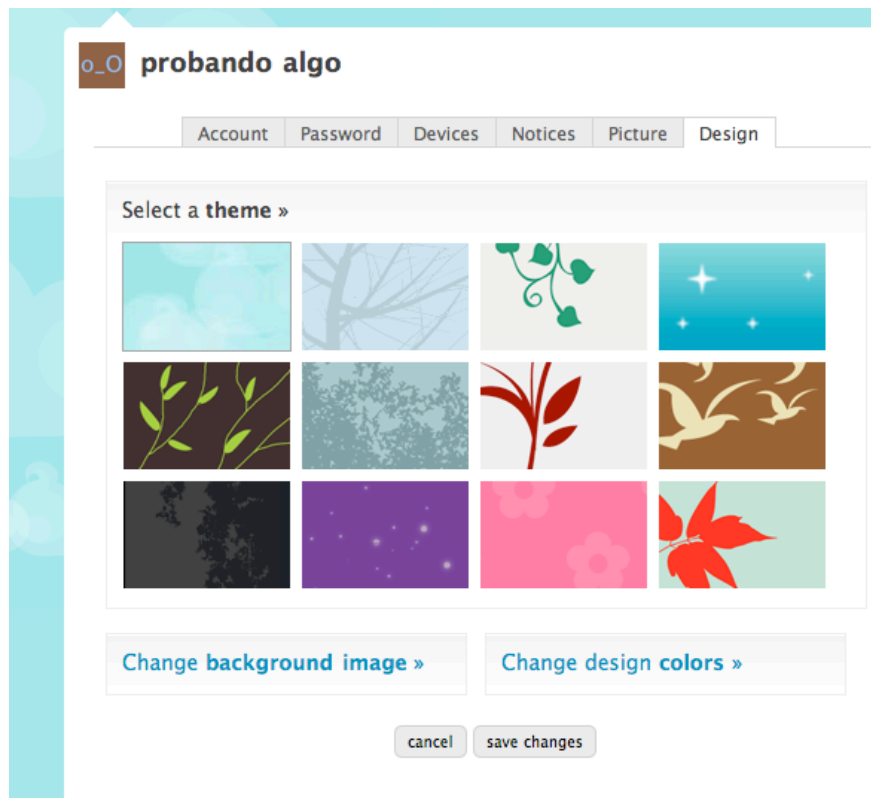 o_O probando algo
Account Password Devices Notices Picture Design
Select a theme »
Change background image » Change design colors »
cancel save changes